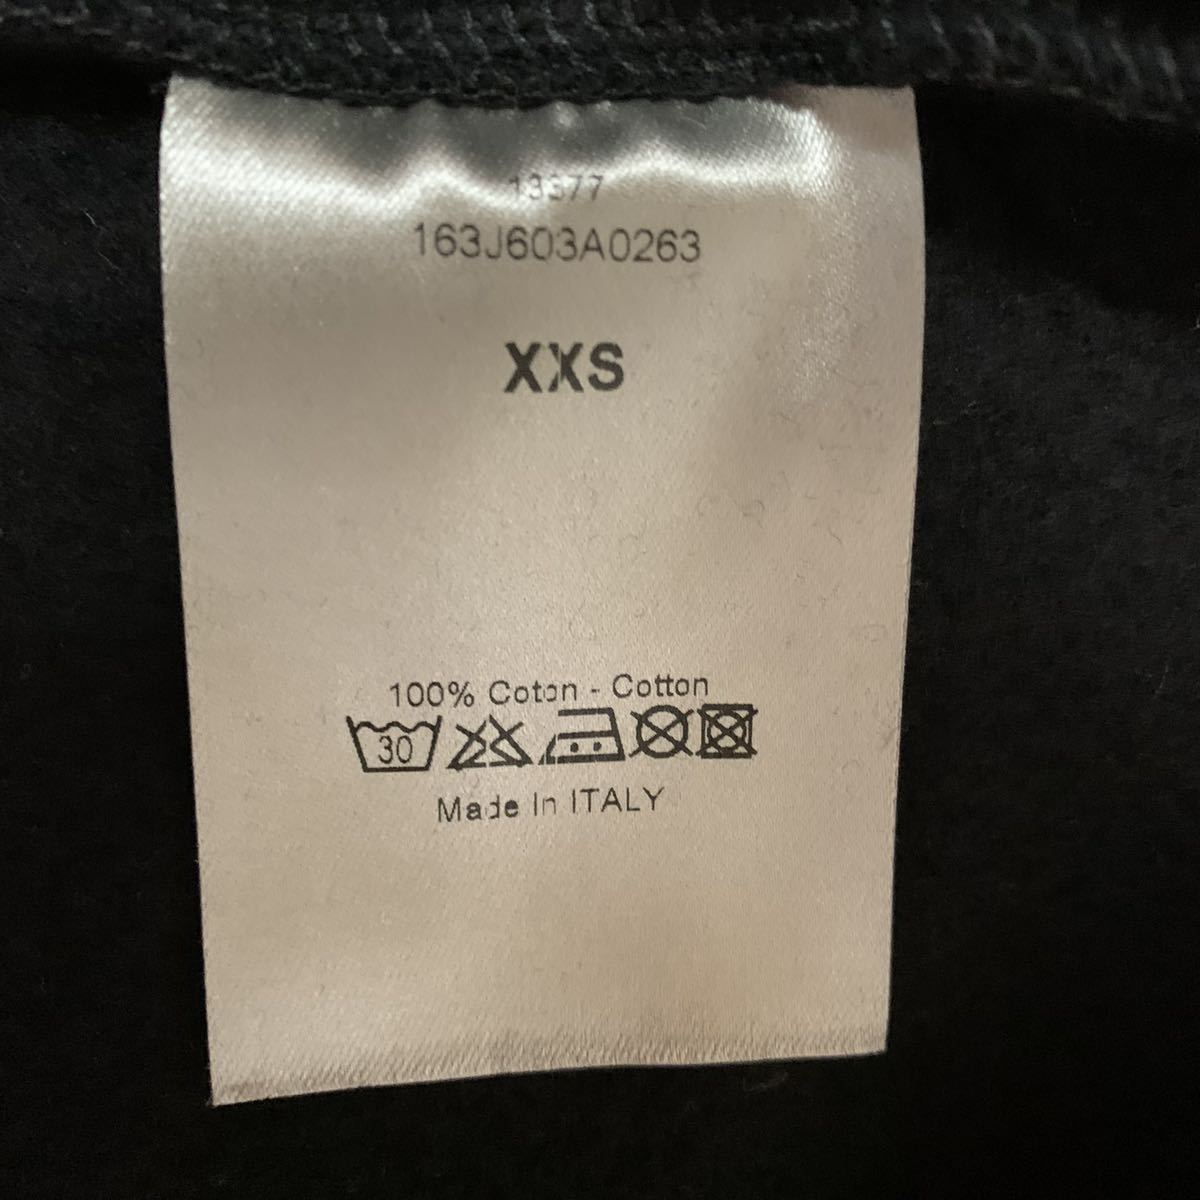 13377
163J603A0263
XXS
100% Coton - Cotton
30
Made In ITALY